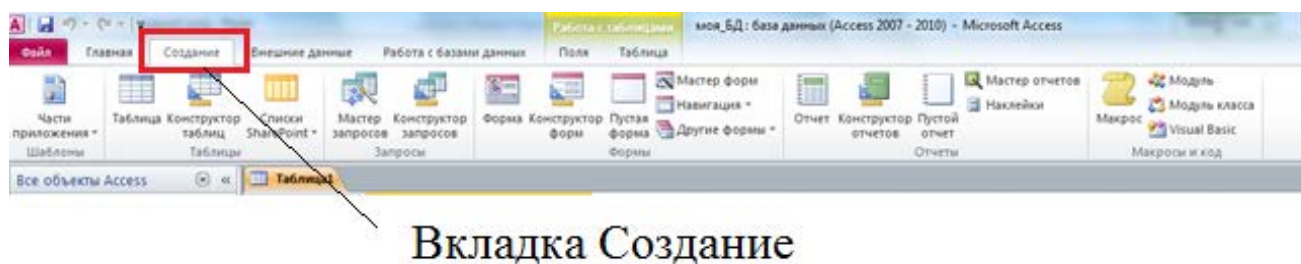 Работа с таблицами моя_БД : база данных (Access 2007 - 2010) - Microsoft Access
Файл Главная Создание Внешние данные Работа с базами данных Поля Таблица
Части приложения Таблица Конструктор таблиц Списки SharePoint Мастер запросов Конструктор запросов Форма Конструктор форм Пустая форма Мастер форм Отчет Конструктор отчетов Пустой отчет Мастер отчетов Макрос Модуль
Навигация Наклейки Модуль класса
Другие формы Visual Basic
Шаблоны Таблицы Запросы Формы Отчеты Макросы и код
Все объекты Access Таблица1
Вкладка Создание